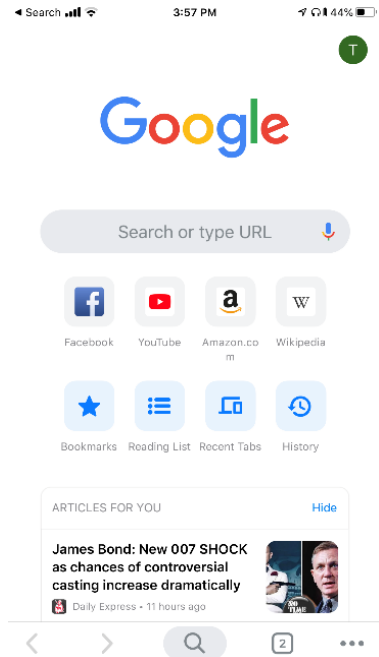 Search 3:57 PM 44%
T
Google
Search or type URL
f a W
Facebook YouTube Amazon.co Wikipedia
m
Bookmarks Reading List Recent Tabs History
ARTICLES FOR YOU Hide
James Bond: New 007 SHOCK
as chances of controversial
casting increase dramatically
Daily Express • 11 hours ago
2